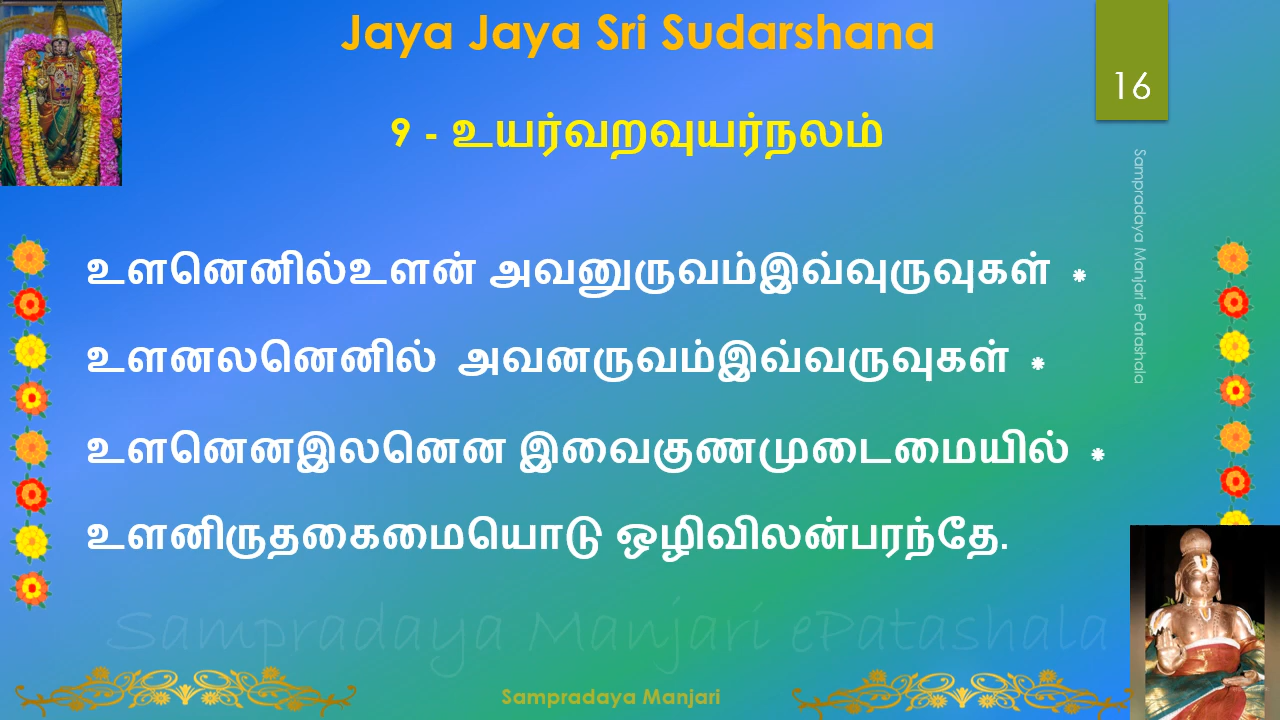 Jaya Jaya Sri Sudarshana
16
9 - உயர்வறவுயர்நலம்
Sampradaya Manjari ePatashala
உளனெனில்உளன் அவனுருவம்இவ்வுருவுகள் *
உளனலனெனில் அவனருவம்இவ்வருவுகள் *
உளனெனஇலனென இவைகுணமுடைமையில் *
உளனிருதகைமையொடு ஒழிவிலன்பரந்தே.
Sampradaya Manjari ePatashala
Sampradaya Manjari